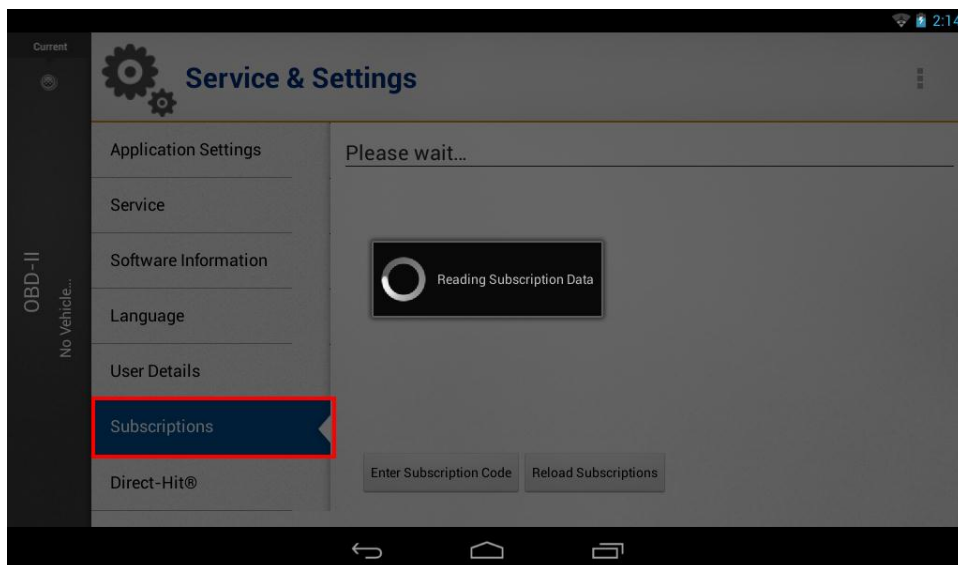 2:14
Current
Service & Settings
Application Settings
Please wait...
Service
Software Information
Reading Subscription Data
OBD-II
No Vehicle...
Language
User Details
Subscriptions
Enter Subscription Code
Reload Subscriptions
Direct-Hit®